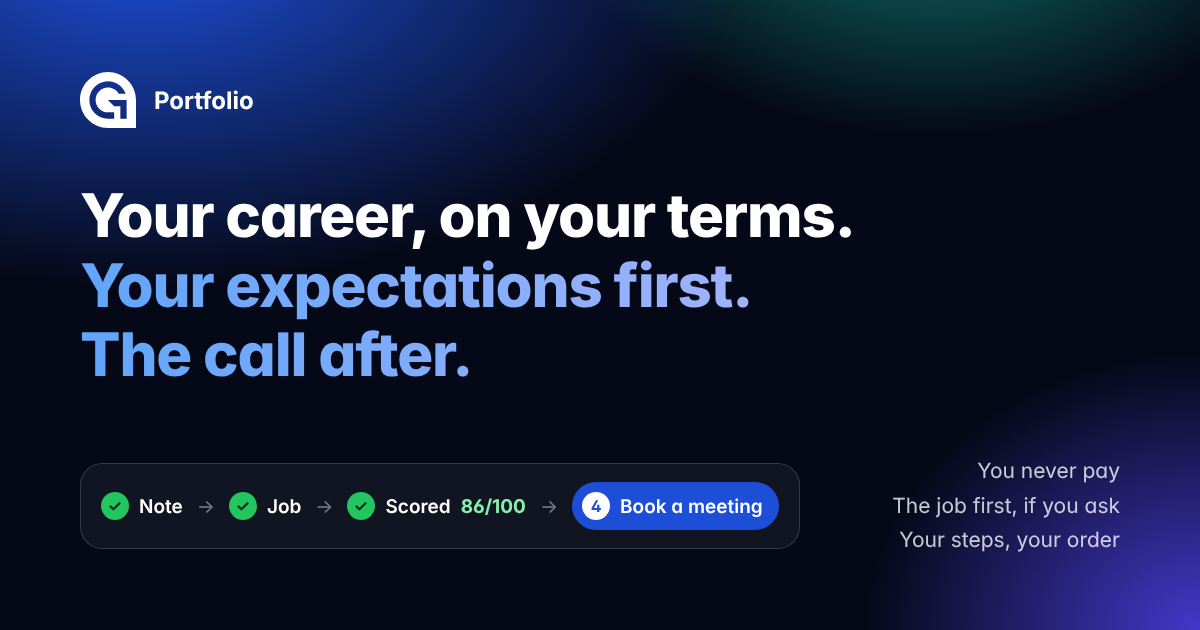 Portfolio
Your career, on your terms.
Your expectations first.
The call after.
Note → Job → Scored 86/100 → 4 Book a meeting
You never pay
The job first, if you ask
Your steps, your order